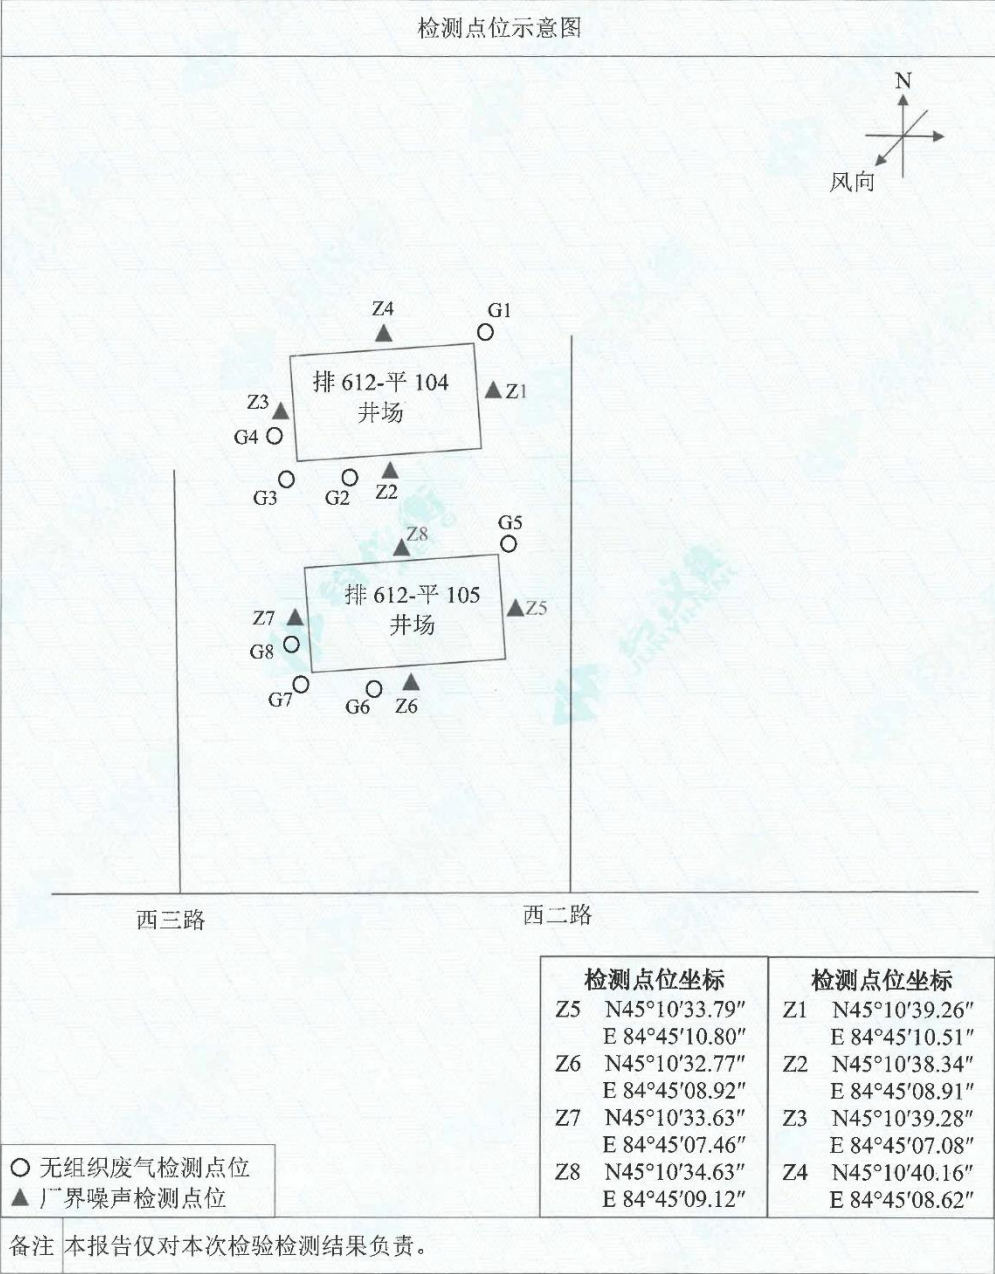 检测点位示意图
N
风向
Z4
G1
排 612-平 104
井场
Z1
Z3
G4
G3
G2
Z2
G5
Z8
排 612-平 105
井场
Z5
Z7
G8
G7
G6
Z6
西三路
西二路
检测点位坐标
Z5 N45°10′33.79″
E 84°45′10.80″
Z6 N45°10′32.77″
E 84°45′08.92″
Z7 N45°10′33.63″
E 84°45′07.46″
Z8 N45°10′34.63″
E 84°45′09.12″
检测点位坐标
Z1 N45°10′39.26″
E 84°45′10.51″
Z2 N45°10′38.34″
E 84°45′08.91″
Z3 N45°10′39.28″
E 84°45′07.08″
Z4 N45°10′40.16″
E 84°45′08.62″
无组织废气检测点位
厂界噪声检测点位
备注 本报告仅对本次检验检测结果负责。